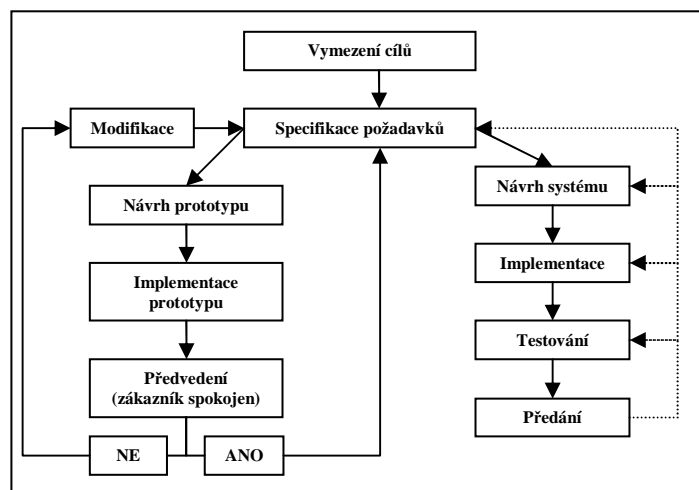 Vymezení cílů
Modifikace
Specifikace požadavků
Návrh prototypu
Návrh systému
Implementace
prototypu
Implementace
Testování
Předvedení
(zákazník spokojen)
Předání
NE
ANO